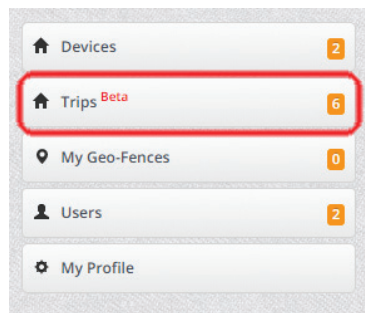 Devices 2
Trips Beta 6
My Geo-Fences 0
Users 2
My Profile